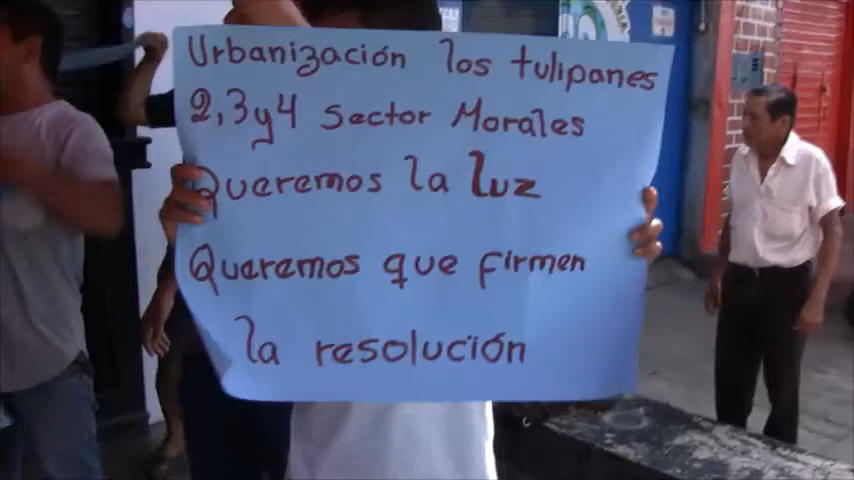 Urbanización los tulipanes
2,3y4 Sector Morales
Queremos la luz
Queremos que firmen
la resolución